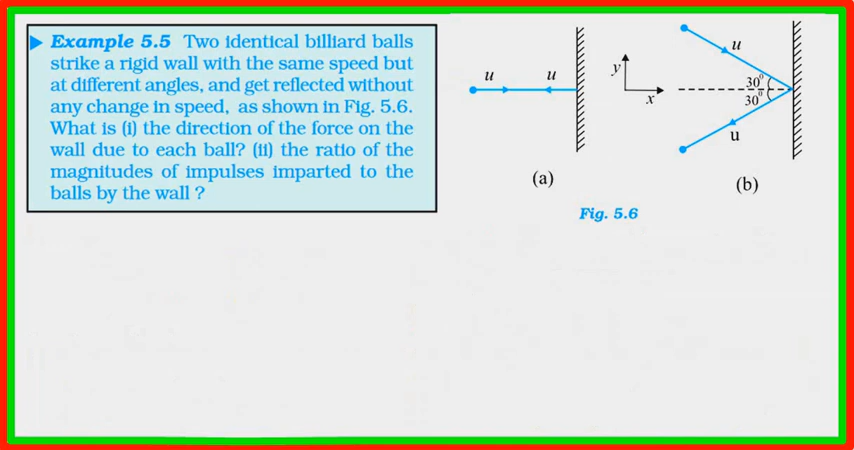 Example 5.5 Two identical billiard balls
strike a rigid wall with the same speed but
at different angles, and get reflected without
any change in speed, as shown in Fig. 5.6.
What is (i) the direction of the force on the
wall due to each ball? (ii) the ratio of the
magnitudes of impulses imparted to the
balls by the wall ?
u u
(a)
y
x
u
30°
30°
u
(b)
Fig. 5.6